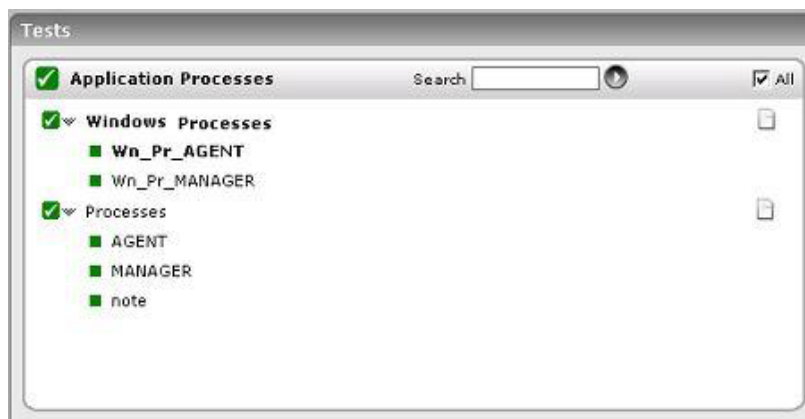 Tests
Application Processes Search All
Windows Processes
Wn_Pr_AGENT
Wn_Pr_MANAGER
Processes
AGENT
MANAGER
note